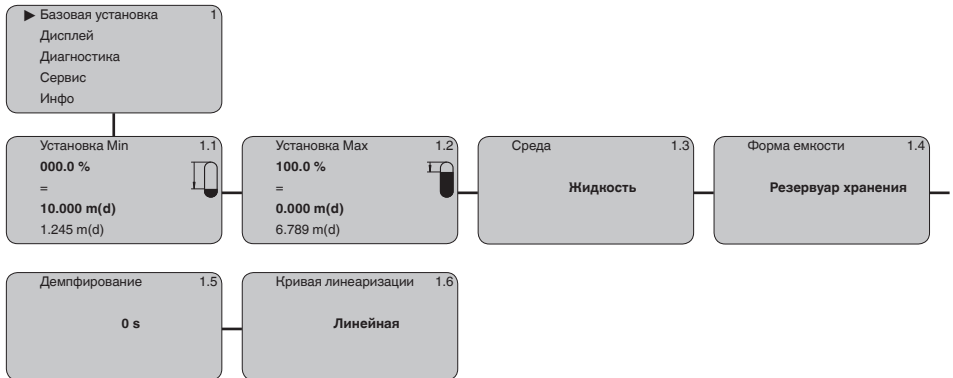 ▶ Базовая установка 1
Дисплей
Диагностика
Сервис
Инфо
Установка Min 1.1
000.0 %
=
10.000 m(d)
1.245 m(d)
Установка Max 1.2
100.0 %
=
0.000 m(d)
6.789 m(d)
Среда 1.3
Жидкость
Форма емкости 1.4
Резервуар хранения
Демпфирование 1.5
0 s
Кривая линеаризации 1.6
Линейная